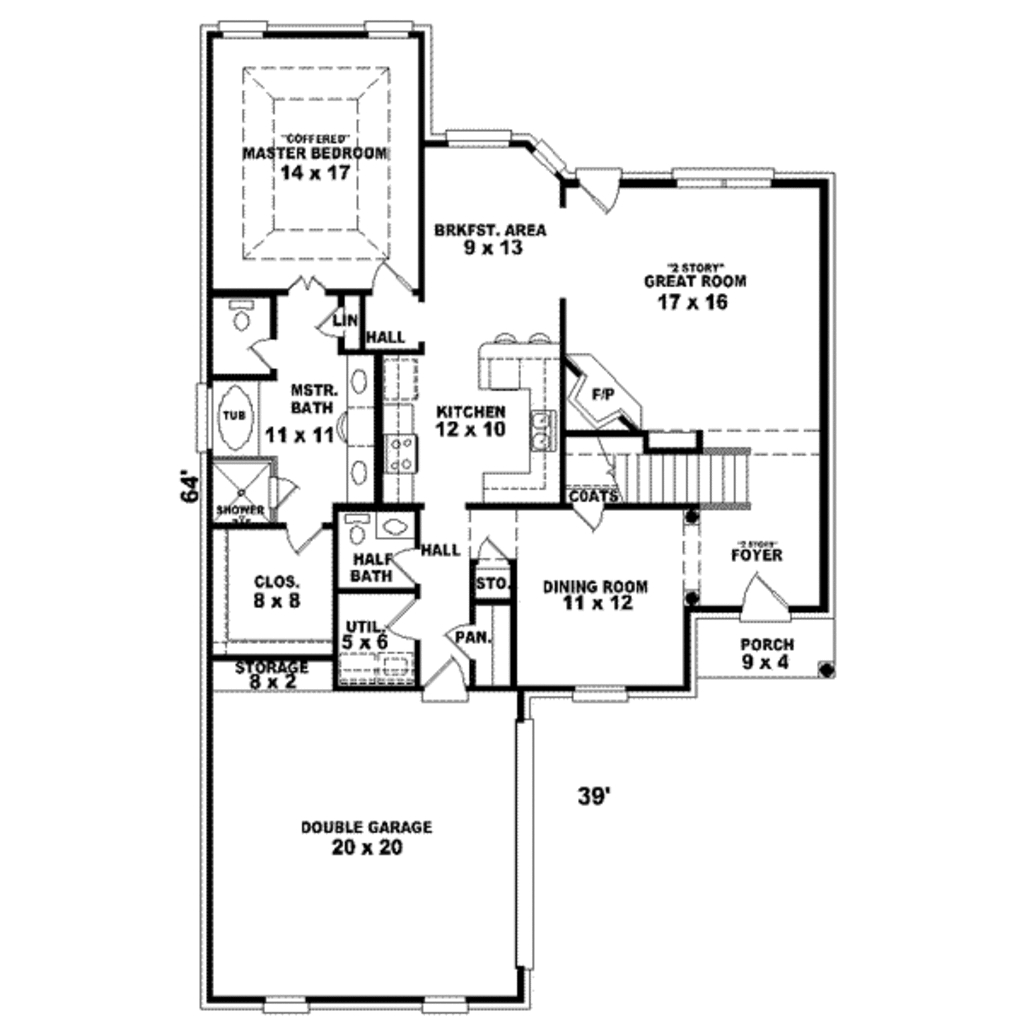 "COFFERED"
MASTER BEDROOM
14 x 17
BRKFST. AREA
9 x 13
"2 STORY"
GREAT ROOM
17 x 16
LIN
HALL
F/P
MSTR.
BATH
11 x 11
TUB
KITCHEN
12 x 10
64'
SHOWER
COATS
HALL
"2 STORY"
FOYER
HALF
BATH
CLOS.
8 x 8
STO.
DINING ROOM
11 x 12
UTIL.
5 x 6
PAN.
PORCH
9 x 4
STORAGE
8 x 2
39'
DOUBLE GARAGE
20 x 20